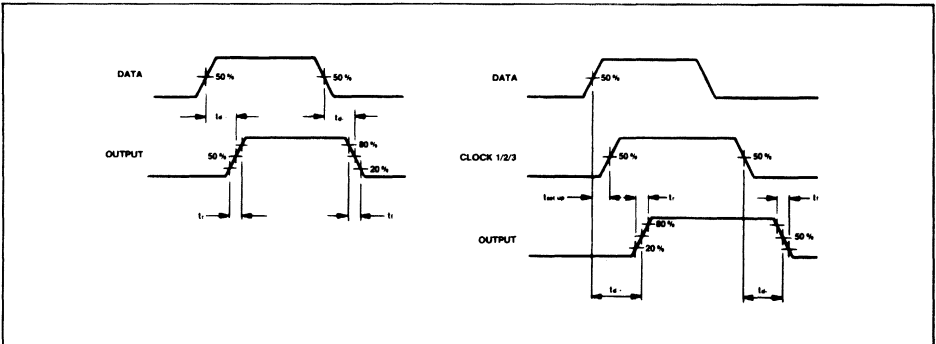 DATA
50 %
50 %
td-
td-
OUTPUT
50 %
80 %
20 %
tr
tf
DATA
50 %
CLOCK 1/2/3
50 %
50 %
tset up
tr
tf
OUTPUT
80 %
20 %
50 %
td-
td-